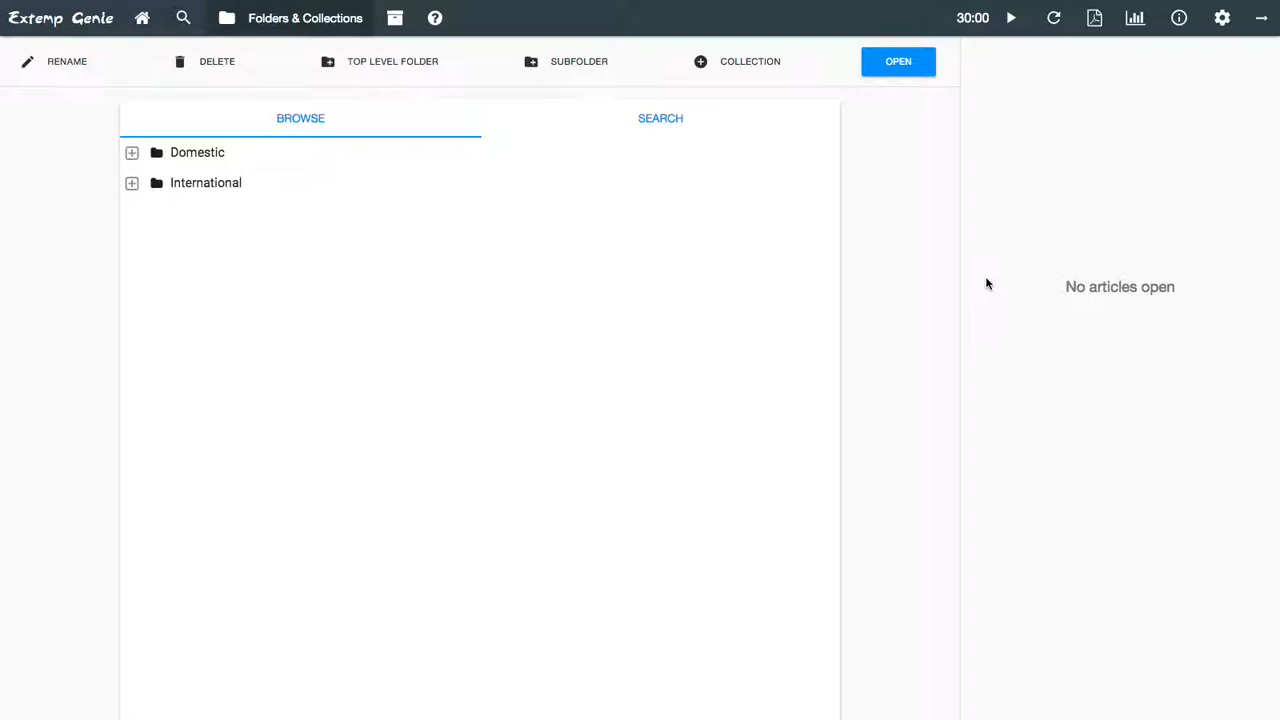 Extemp Genie
Folders & Collections
30:00
RENAME
DELETE
TOP LEVEL FOLDER
SUBFOLDER
COLLECTION
OPEN
BROWSE
SEARCH
Domestic
International
No articles open